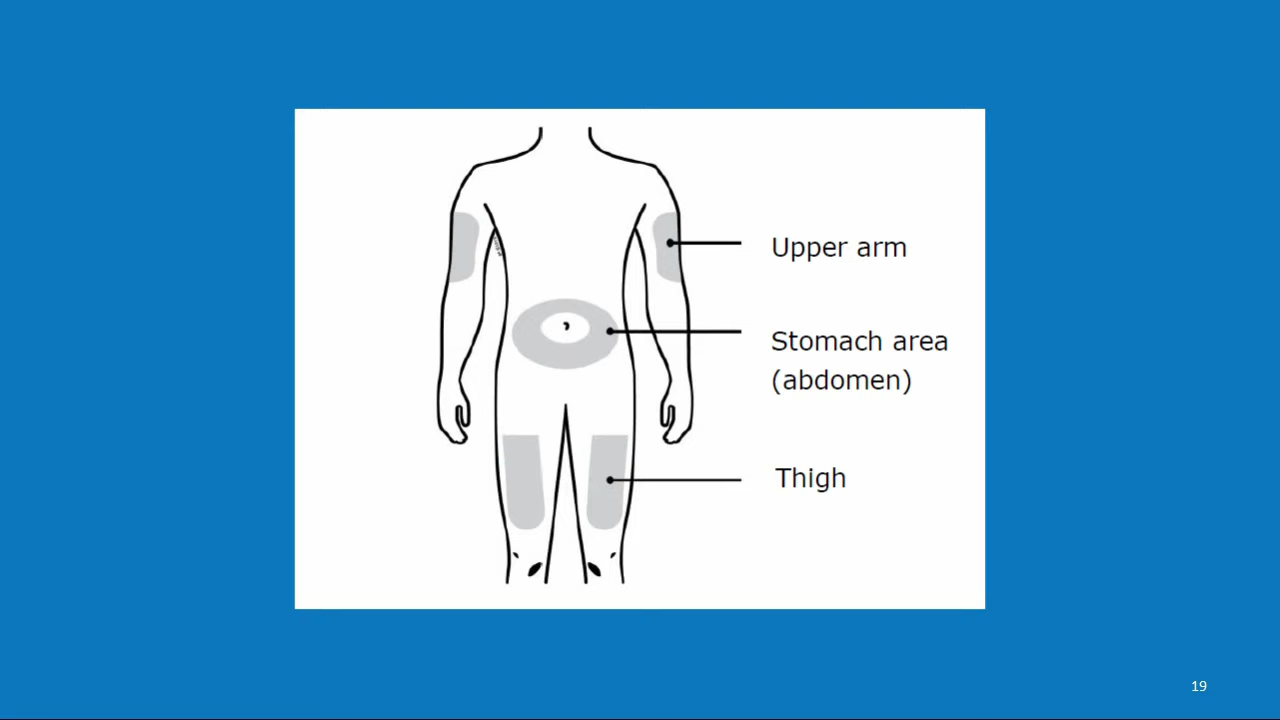 Upper arm
Stomach area
(abdomen)
Thigh
19